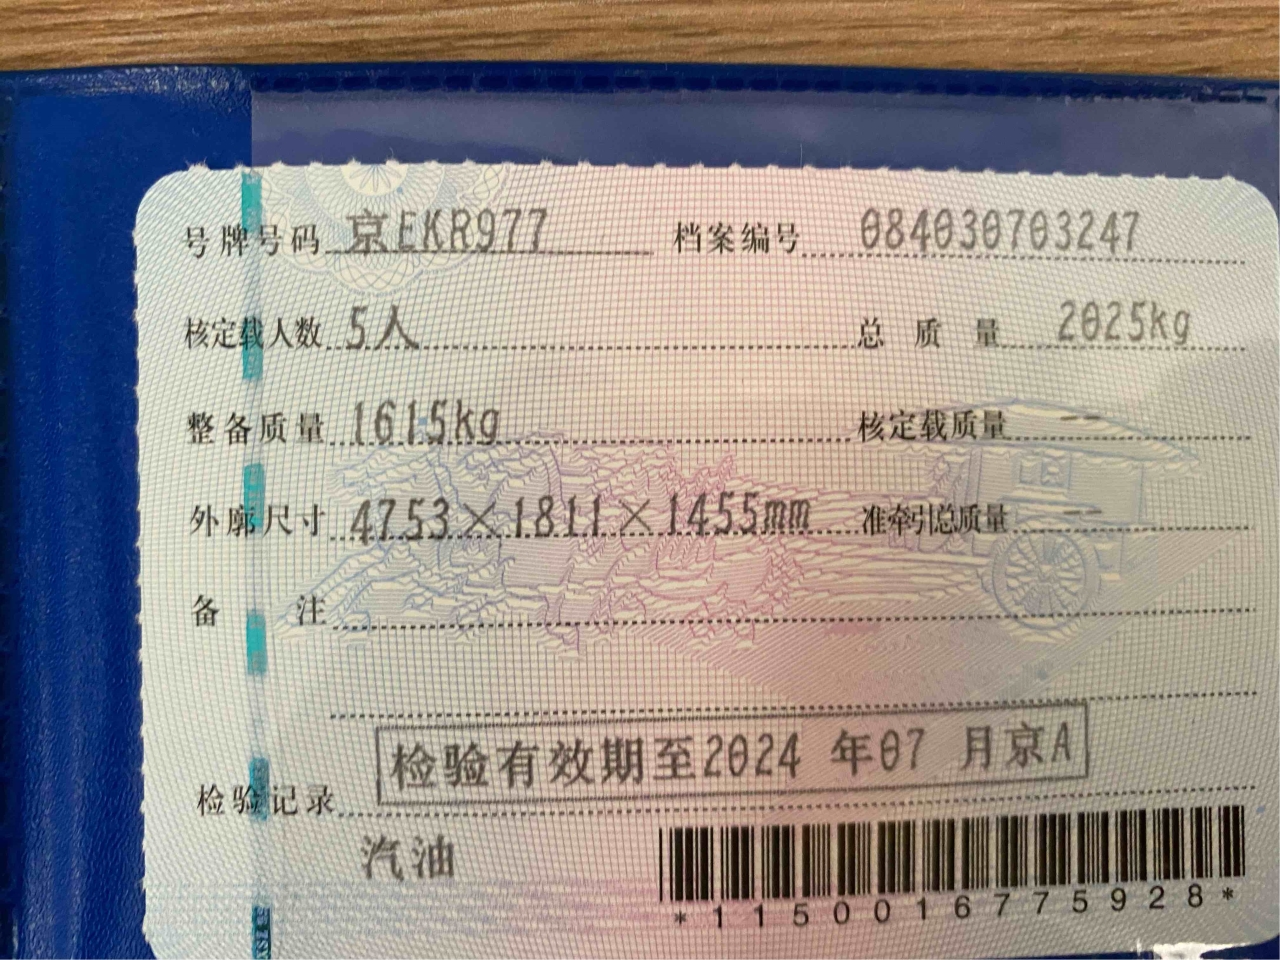 号牌号码 京EKR977 档案编号 084030703247
核定载人数 5人 总质量 2025kg
整备质量 1615kg 核定载质量 --
外廓尺寸 4753×1811×1455mm 准牵引总质量 --
备注
检验记录 检验有效期至2024年07月京A
汽油
*1150016775928*